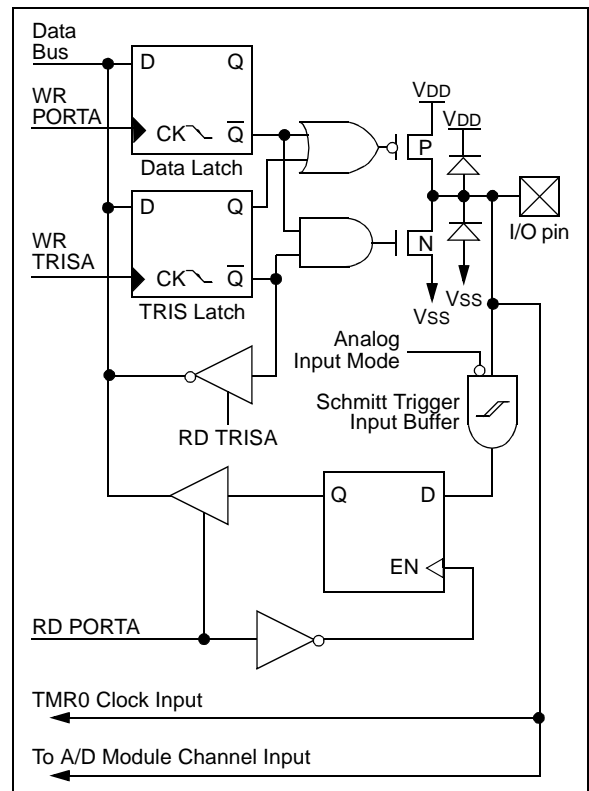 Data
Bus
D
Q
VDD
WR
PORTA
VDD
CK
Q
P
Data Latch
D
Q
I/O pin
WR
TRISA
N
CK
Q
VSS
TRIS Latch
VSS
Analog
Input Mode
Schmitt Trigger
Input Buffer
RD TRISA
Q
D
EN
RD PORTA
TMR0 Clock Input
To A/D Module Channel Input